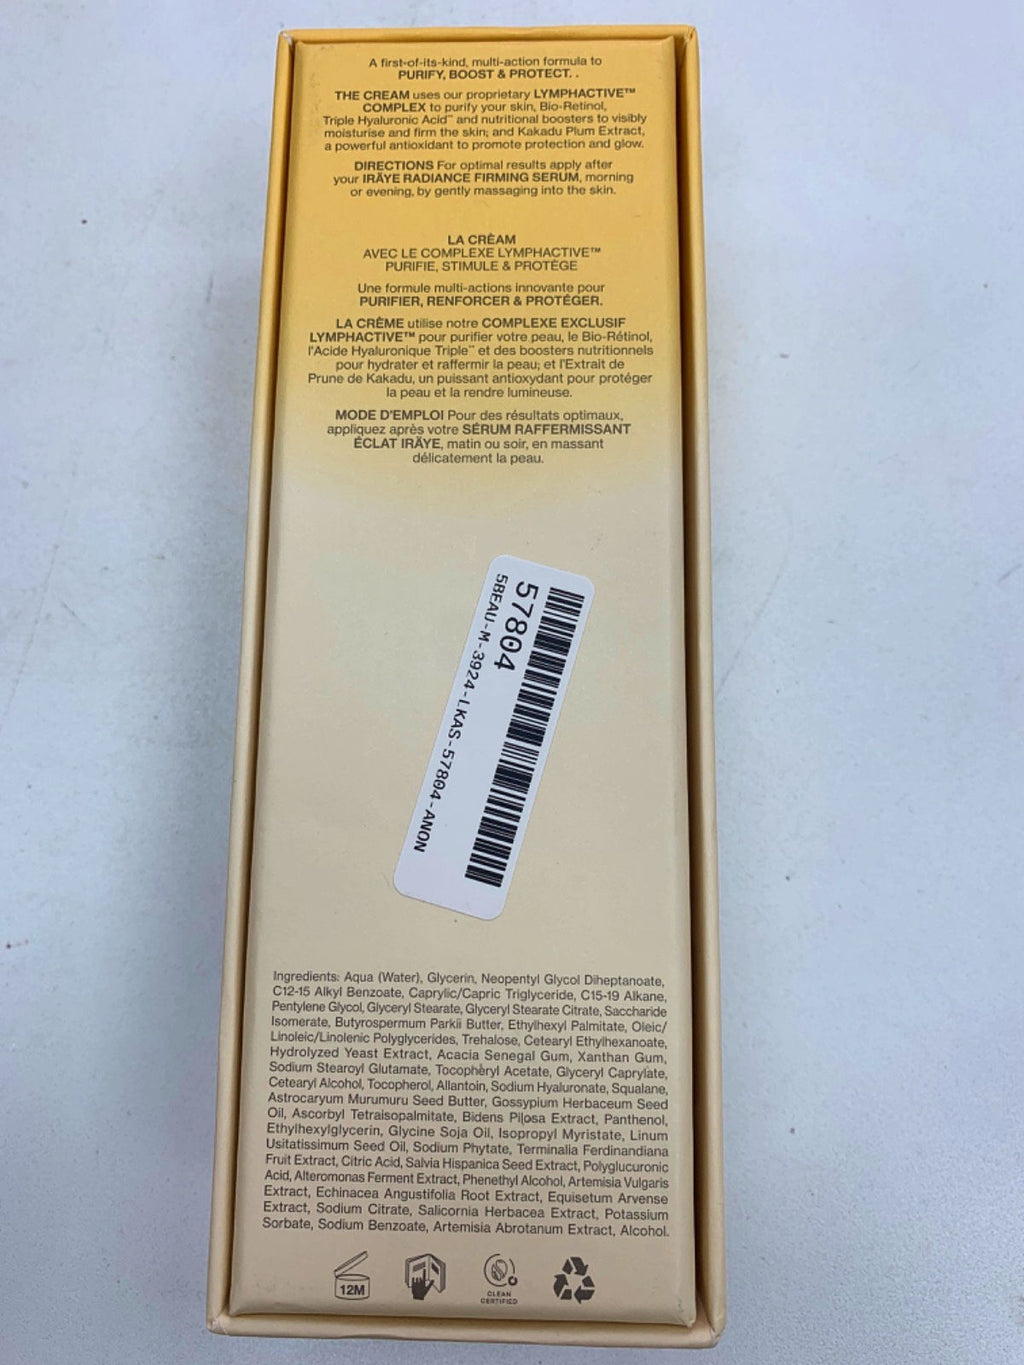 A first-of-its-kind, multi-action formula to
PURIFY, BOOST & PROTECT. .
THE CREAM uses our proprietary LYMPHACTIVE™
COMPLEX to purify your skin, Bio-Retinol,
Triple Hyaluronic Acid™ and nutritional boosters to visibly
moisturise and firm the skin; and Kakadu Plum Extract,
a powerful antioxidant to promote protection and glow.
DIRECTIONS For optimal results apply after
your IRÄYE RADIANCE FIRMING SERUM, morning
or evening, by gently massaging into the skin.
LA CRÈAM
AVEC LE COMPLEXE LYMPHACTIVE™
PURIFIE, STIMULE & PROTÈGE
Une formule multi-actions innovante pour
PURIFIER, RENFORCER & PROTÉGER.
LA CRÈME utilise notre COMPLEXE EXCLUSIF
LYMPHACTIVE™ pour purifier votre peau, le Bio-Rétinol,
l'Acide Hyaluronique Triple™ et des boosters nutritionnels
pour hydrater et raffermir la peau; et l'Extrait de
Prune de Kakadu, un puissant antioxydant pour protéger
la peau et la rendre lumineuse.
MODE D'EMPLOI Pour des résultats optimaux,
appliquez après votre SÉRUM RAFFERMISSANT
ÉCLAT IRÄYE, matin ou soir, en massant
délicatement la peau.
57804
5BEAU-M-3924-LKAS-57804-ANON
Ingredients: Aqua (Water), Glycerin, Neopentyl Glycol Diheptanoate,
C12-15 Alkyl Benzoate, Caprylic/Capric Triglyceride, C15-19 Alkane,
Pentylene Glycol, Glyceryl Stearate, Glyceryl Stearate Citrate, Saccharide
Isomerate, Butyrospermum Parkii Butter, Ethylhexyl Palmitate, Oleic/
Linoleic/Linolenic Polyglycerides, Trehalose, Cetearyl Ethylhexanoate,
Hydrolyzed Yeast Extract, Acacia Senegal Gum, Xanthan Gum,
Sodium Stearoyl Glutamate, Tocopheryl Acetate, Glyceryl Caprylate,
Cetearyl Alcohol, Tocopherol, Allantoin, Sodium Hyaluronate, Squalane,
Astrocaryum Murumuru Seed Butter, Gossypium Herbaceum Seed
Oil, Ascorbyl Tetraisopalmitate, Bidens Pilosa Extract, Panthenol,
Ethylhexylglycerin, Glycine Soja Oil, Isopropyl Myristate, Linum
Usitatissimum Seed Oil, Sodium Phytate, Terminalia Ferdinandiana
Fruit Extract, Citric Acid, Salvia Hispanica Seed Extract, Polyglucuronic
Acid, Alteromonas Ferment Extract, Phenethyl Alcohol, Artemisia Vulgaris
Extract, Echinacea Angustifolia Root Extract, Equisetum Arvense
Extract, Sodium Citrate, Salicornia Herbacea Extract, Potassium
Sorbate, Sodium Benzoate, Artemisia Abrotanum Extract, Alcohol.
12M
CLEAN
CERTIFIED